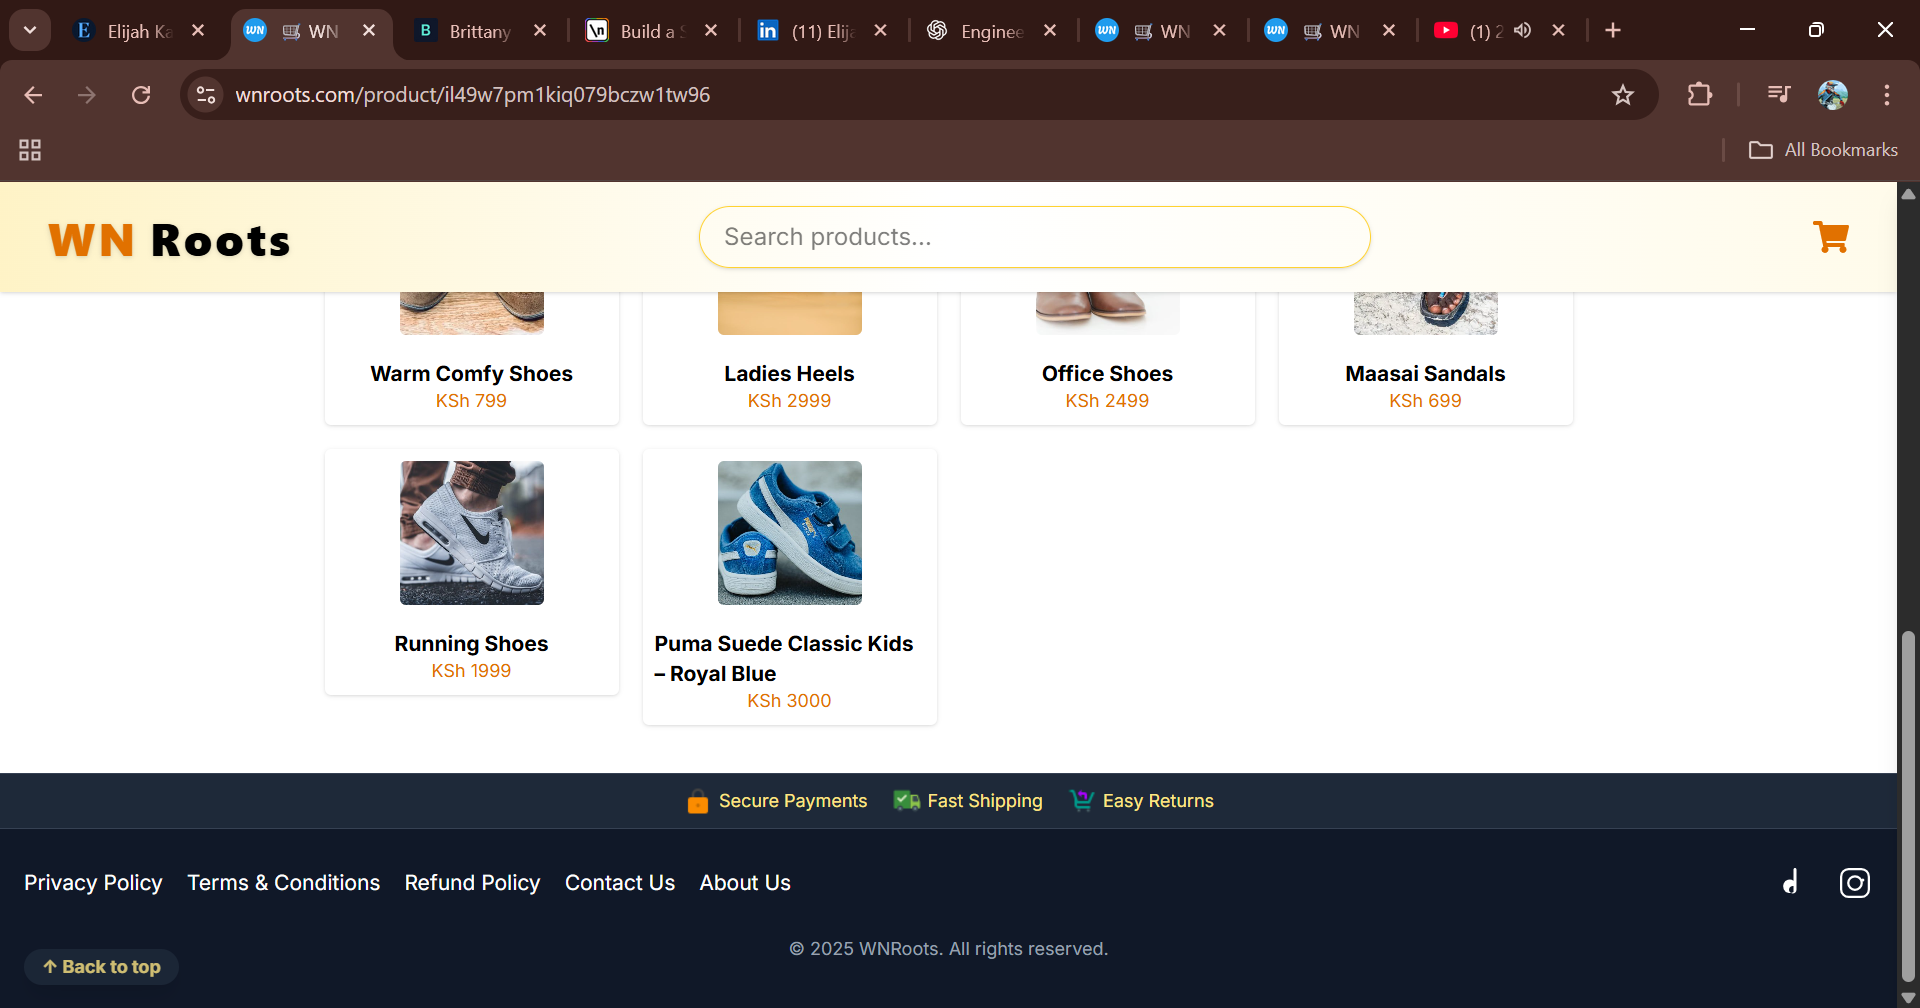 Elijah Ka
WN
Brittany
Build a S
(11) Elija
Enginee
WN
WN
(1) 2
wnroots.com/product/il49w7pm1kiq079bczw1tw96
All Bookmarks
WN Roots
Search products...
Warm Comfy Shoes
KSh 799
Ladies Heels
KSh 2999
Office Shoes
KSh 2499
Maasai Sandals
KSh 699
Running Shoes
KSh 1999
Puma Suede Classic Kids
– Royal Blue
KSh 3000
Secure Payments
Fast Shipping
Easy Returns
Privacy Policy
Terms & Conditions
Refund Policy
Contact Us
About Us
© 2025 WNRoots. All rights reserved.
↑ Back to top